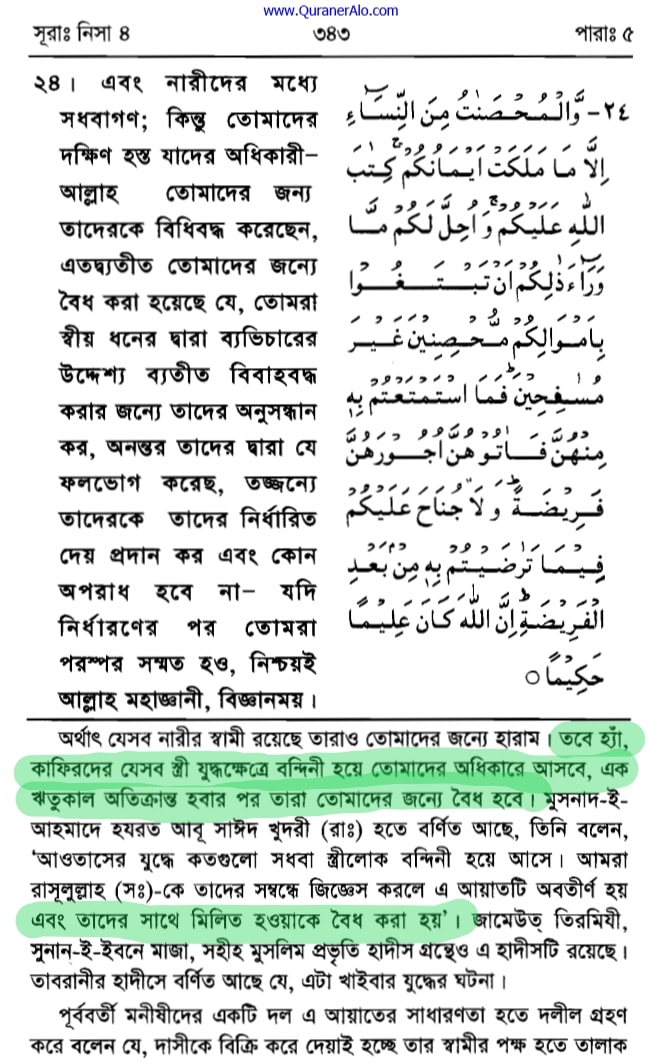 www.QuranerAlo.com
সূরাঃ নিসা ৪ ৩৪৩ পারাঃ ৫
২৪। এবং নারীদের মধ্যে
সধবাগণ; কিন্তু তোমাদের
দক্ষিণ হস্ত যাদের অধিকারী–
আল্লাহ তোমাদের জন্য
তাদেরকে বিধিবদ্ধ করেছেন,
এতদ্ব্যতীত তোমাদের জন্যে
বৈধ করা হয়েছে যে, তোমরা
স্বীয় ধনের দ্বারা ব্যভিচারের
উদ্দেশ্য ব্যতীত বিবাহবদ্ধ
করার জন্যে তাদের অনুসন্ধান
কর, অনন্তর তাদের দ্বারা যে
ফলভোগ করেছ, তজ্জন্যে
তাদেরকে তাদের নির্ধারিত
দেয় প্রদান কর এবং কোন
অপরাধ হবে না– যদি
নির্ধারণের পর তোমরা
পরস্পর সম্মত হও, নিশ্চয়ই
আল্লাহ মহাজ্ঞানী, বিজ্ঞানময়।
٢٤- وَّالْمُحْصَنٰتُ مِنَ النِّسَآءِ
اِلَّا مَا مَلَكَتْ اَيْمَانُكُمْ ۚ كِتٰبَ
اللّٰهِ عَلَيْكُمْ ۚ وَاُحِلَّ لَكُمْ مَّا
وَرَآءَ ذٰلِكُمْ اَنْ تَبْتَغُوْا
بِاَمْوَالِكُمْ مُّحْصِنِيْنَ غَيْرَ
مُسٰفِحِيْنَ ؕ فَمَا اسْتَمْتَعْتُمْ بِهٖ
مِنْهُنَّ فَاٰتُوْهُنَّ اُجُوْرَهُنَّ
فَرِيْضَةً ؕ وَلَا جُنَاحَ عَلَيْكُمْ
فِيْمَا تَرٰضَيْتُمْ بِهٖ مِنْۢ بَعْدِ
الْفَرِيْضَةِ ؕ اِنَّ اللّٰهَ كَانَ عَلِيْمًا
حَكِيْمًا ○
অর্থাৎ যেসব নারীর স্বামী রয়েছে তারাও তোমাদের জন্যে হারাম। তবে হ্যাঁ,
কাফিরদের যেসব স্ত্রী যুদ্ধক্ষেত্রে বন্দিনী হয়ে তোমাদের অধিকারে আসবে, এক
ঋতুকাল অতিক্রান্ত হবার পর তারা তোমাদের জন্যে বৈধ হবে। মুসনাদ-ই-
আহমাদে হযরত আবূ সাঈদ খুদরী (রাঃ) হতে বর্ণিত আছে, তিনি বলেন,
‘আওতাসের যুদ্ধে কতগুলো সধবা স্ত্রীলোক বন্দিনী হয়ে আসে। আমরা
রাসূলুল্লাহ (সঃ)-কে তাদের সম্বন্ধে জিজ্ঞেস করলে এ আয়াতটি অবতীর্ণ হয়
এবং তাদের সাথে মিলিত হওয়াকে বৈধ করা হয়’। জামেউত্ তিরমিযী,
সুনান-ই-ইবনে মাজা, সহীহ মুসলিম প্রভৃতি হাদীস গ্রন্থেও এ হাদীসটি রয়েছে।
তাবরানীর হাদীসে বর্ণিত আছে যে, এটা খাইবার যুদ্ধের ঘটনা।
পূর্ববর্তী মনীষীদের একটি দল এ আয়াতের সাধারণতা হতে দলীল গ্রহণ
করে বলেন যে, দাসীকে বিক্রি করে দেয়াই হচ্ছে তার স্বামীর পক্ষ হতে তালাক